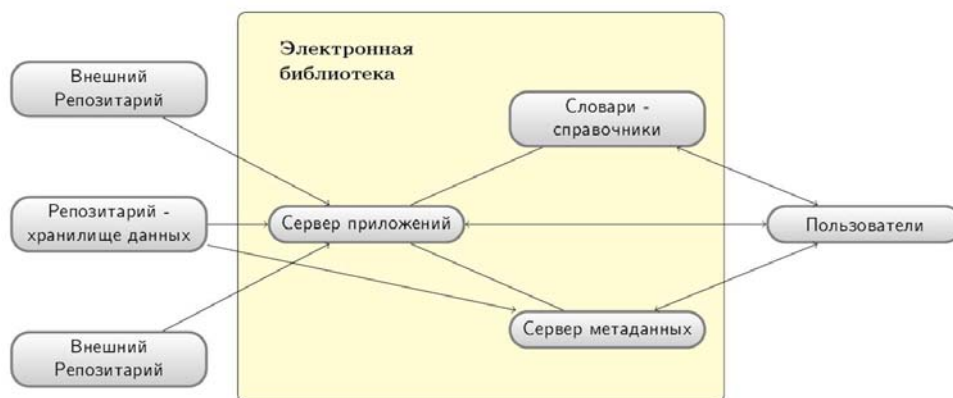 Электронная
библиотека
Внешний
Репозитарий
Словари -
справочники
Репозитарий -
хранилище данных
Сервер приложений
Пользователи
Сервер метаданных
Внешний
Репозитарий